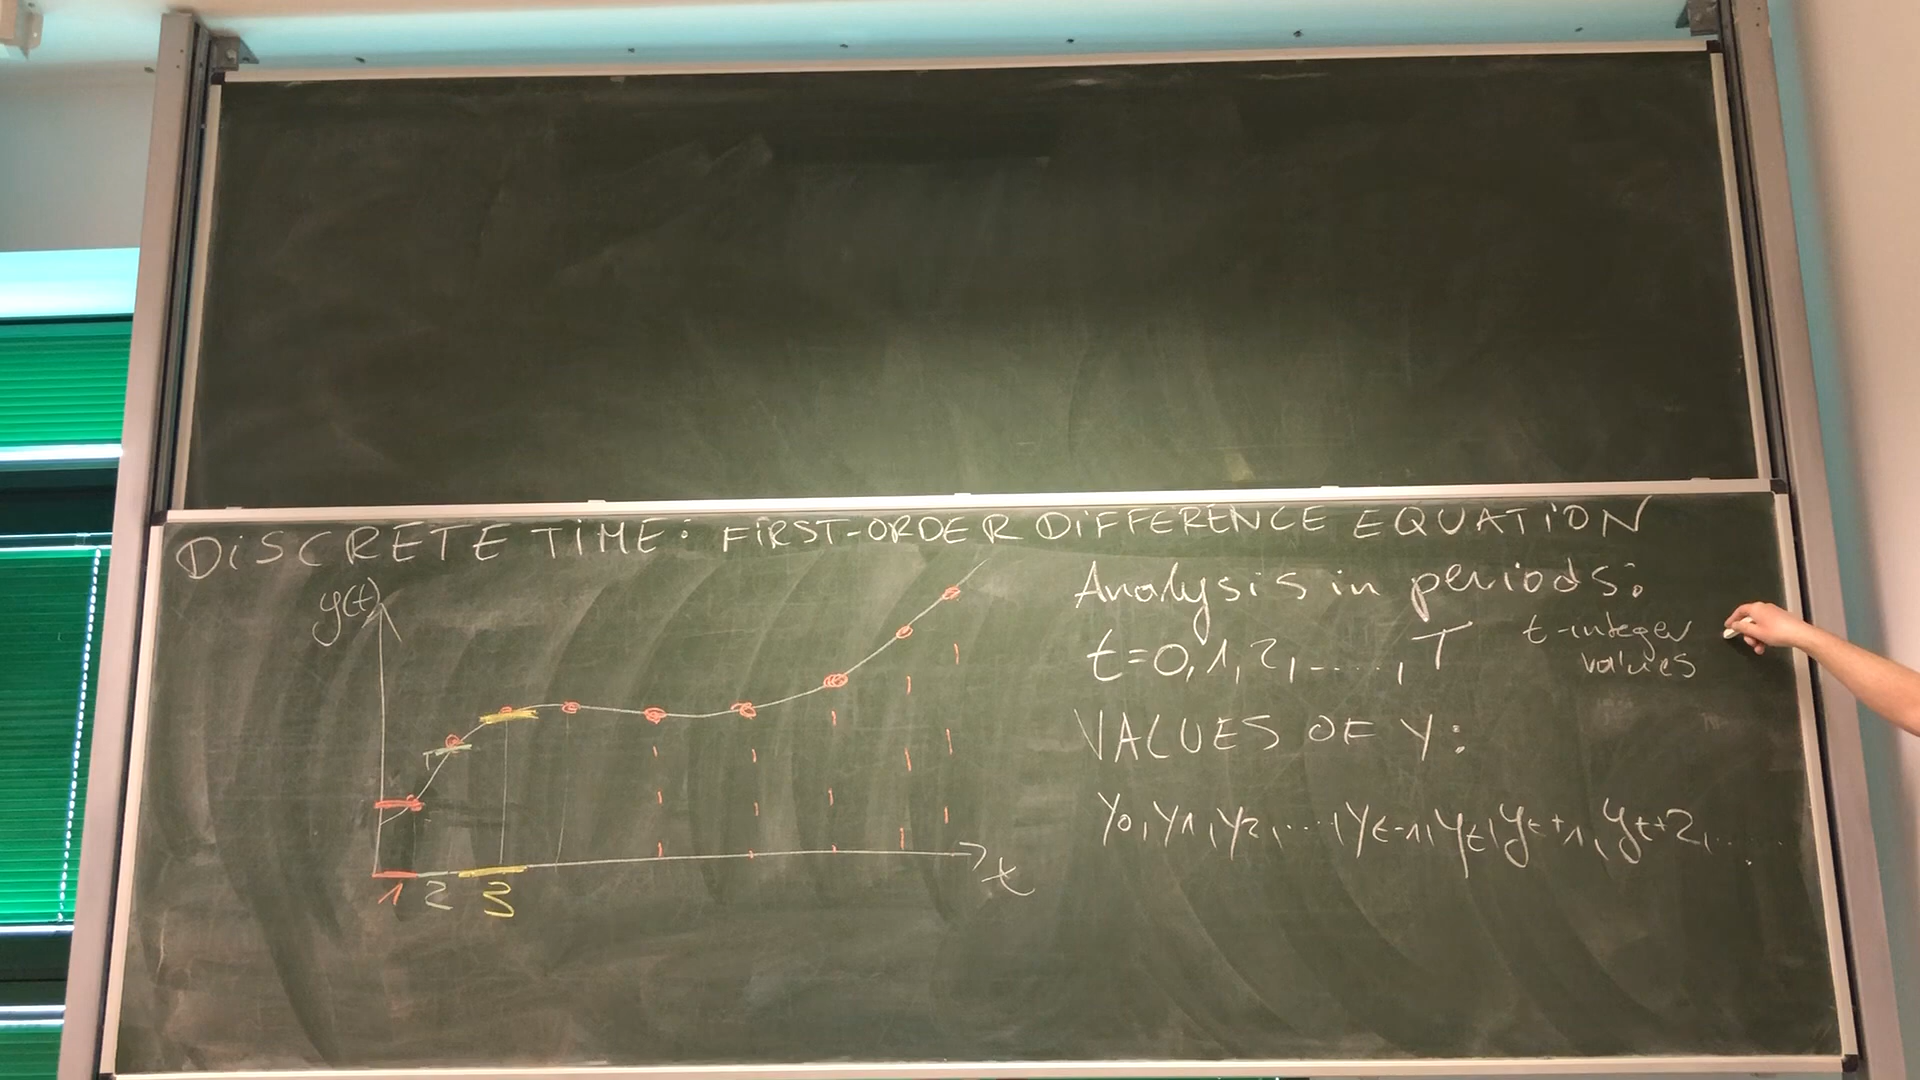 DISCRETE TIME: FIRST-ORDER DIFFERENCE EQUATION
y(t)
1 2 3
t
Analysis in periods:
t=0,1,2,.....,T
t-integer
values
VALUES OF Y:
y0,y1,y2,...,yt-1,yt,yt+1,yt+2,...